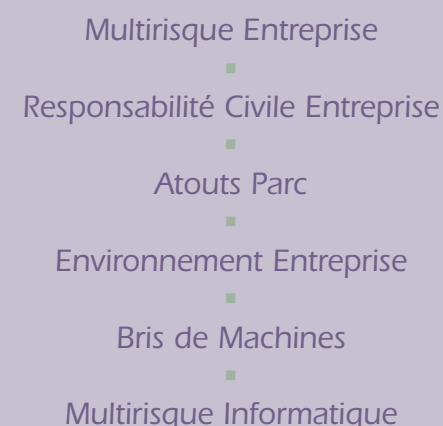 Multirisque Entreprise
Responsabilité Civile Entreprise
Atouts Parc
Environnement Entreprise
Bris de Machines
Multirisque Informatique